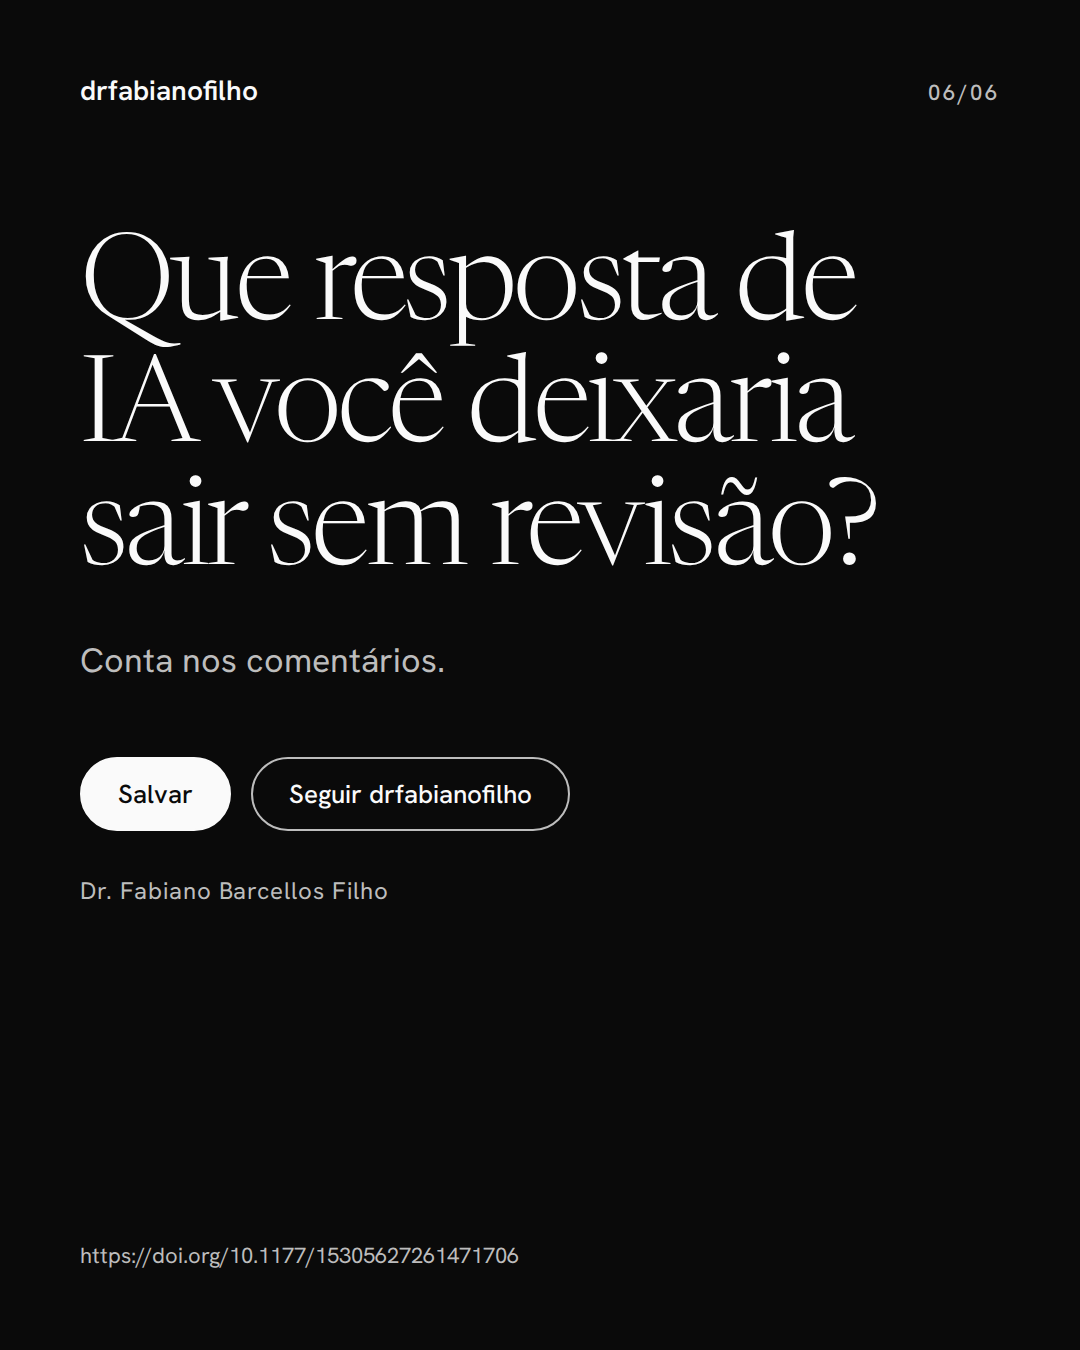 drfabianofilho
06/06
Que resposta de
IA você deixaria
sair sem revisão?
Conta nos comentários.
Salvar
Seguir drfabianofilho
Dr. Fabiano Barcellos Filho
https://doi.org/10.1177/15305627261471706